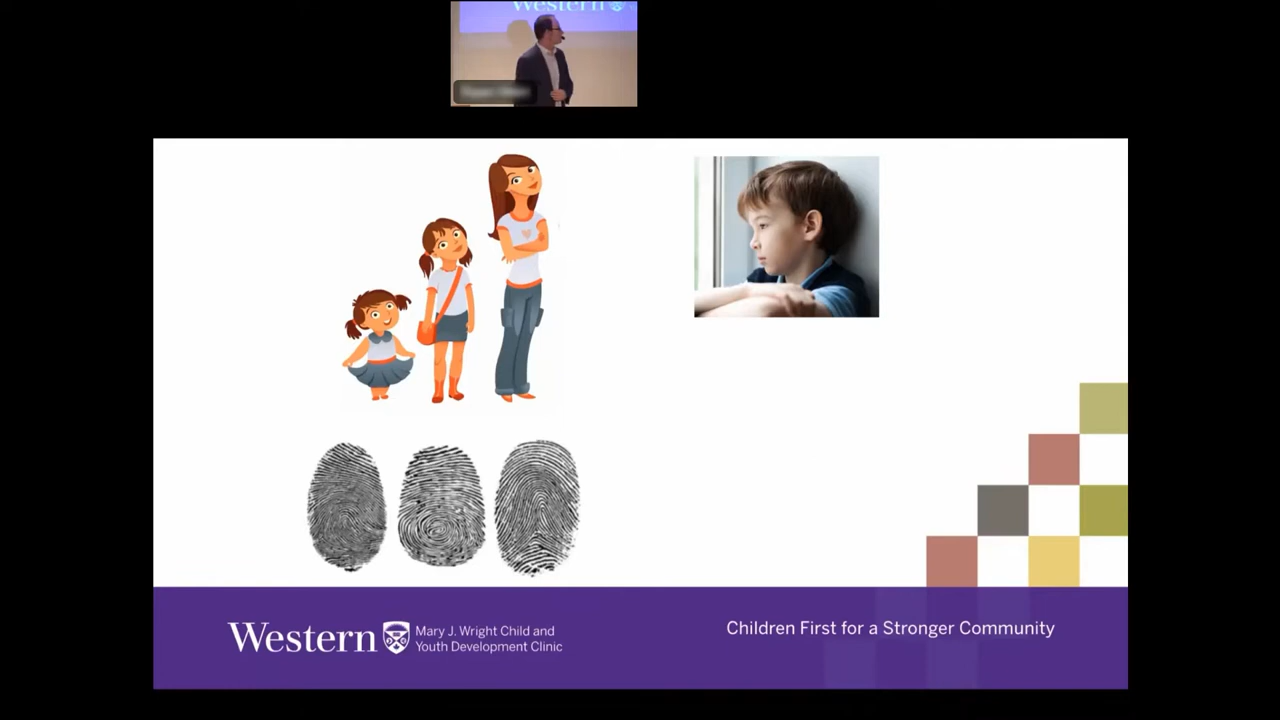 Western
Western
Mary J. Wright Child and
Youth Development Clinic
Children First for a Stronger Community